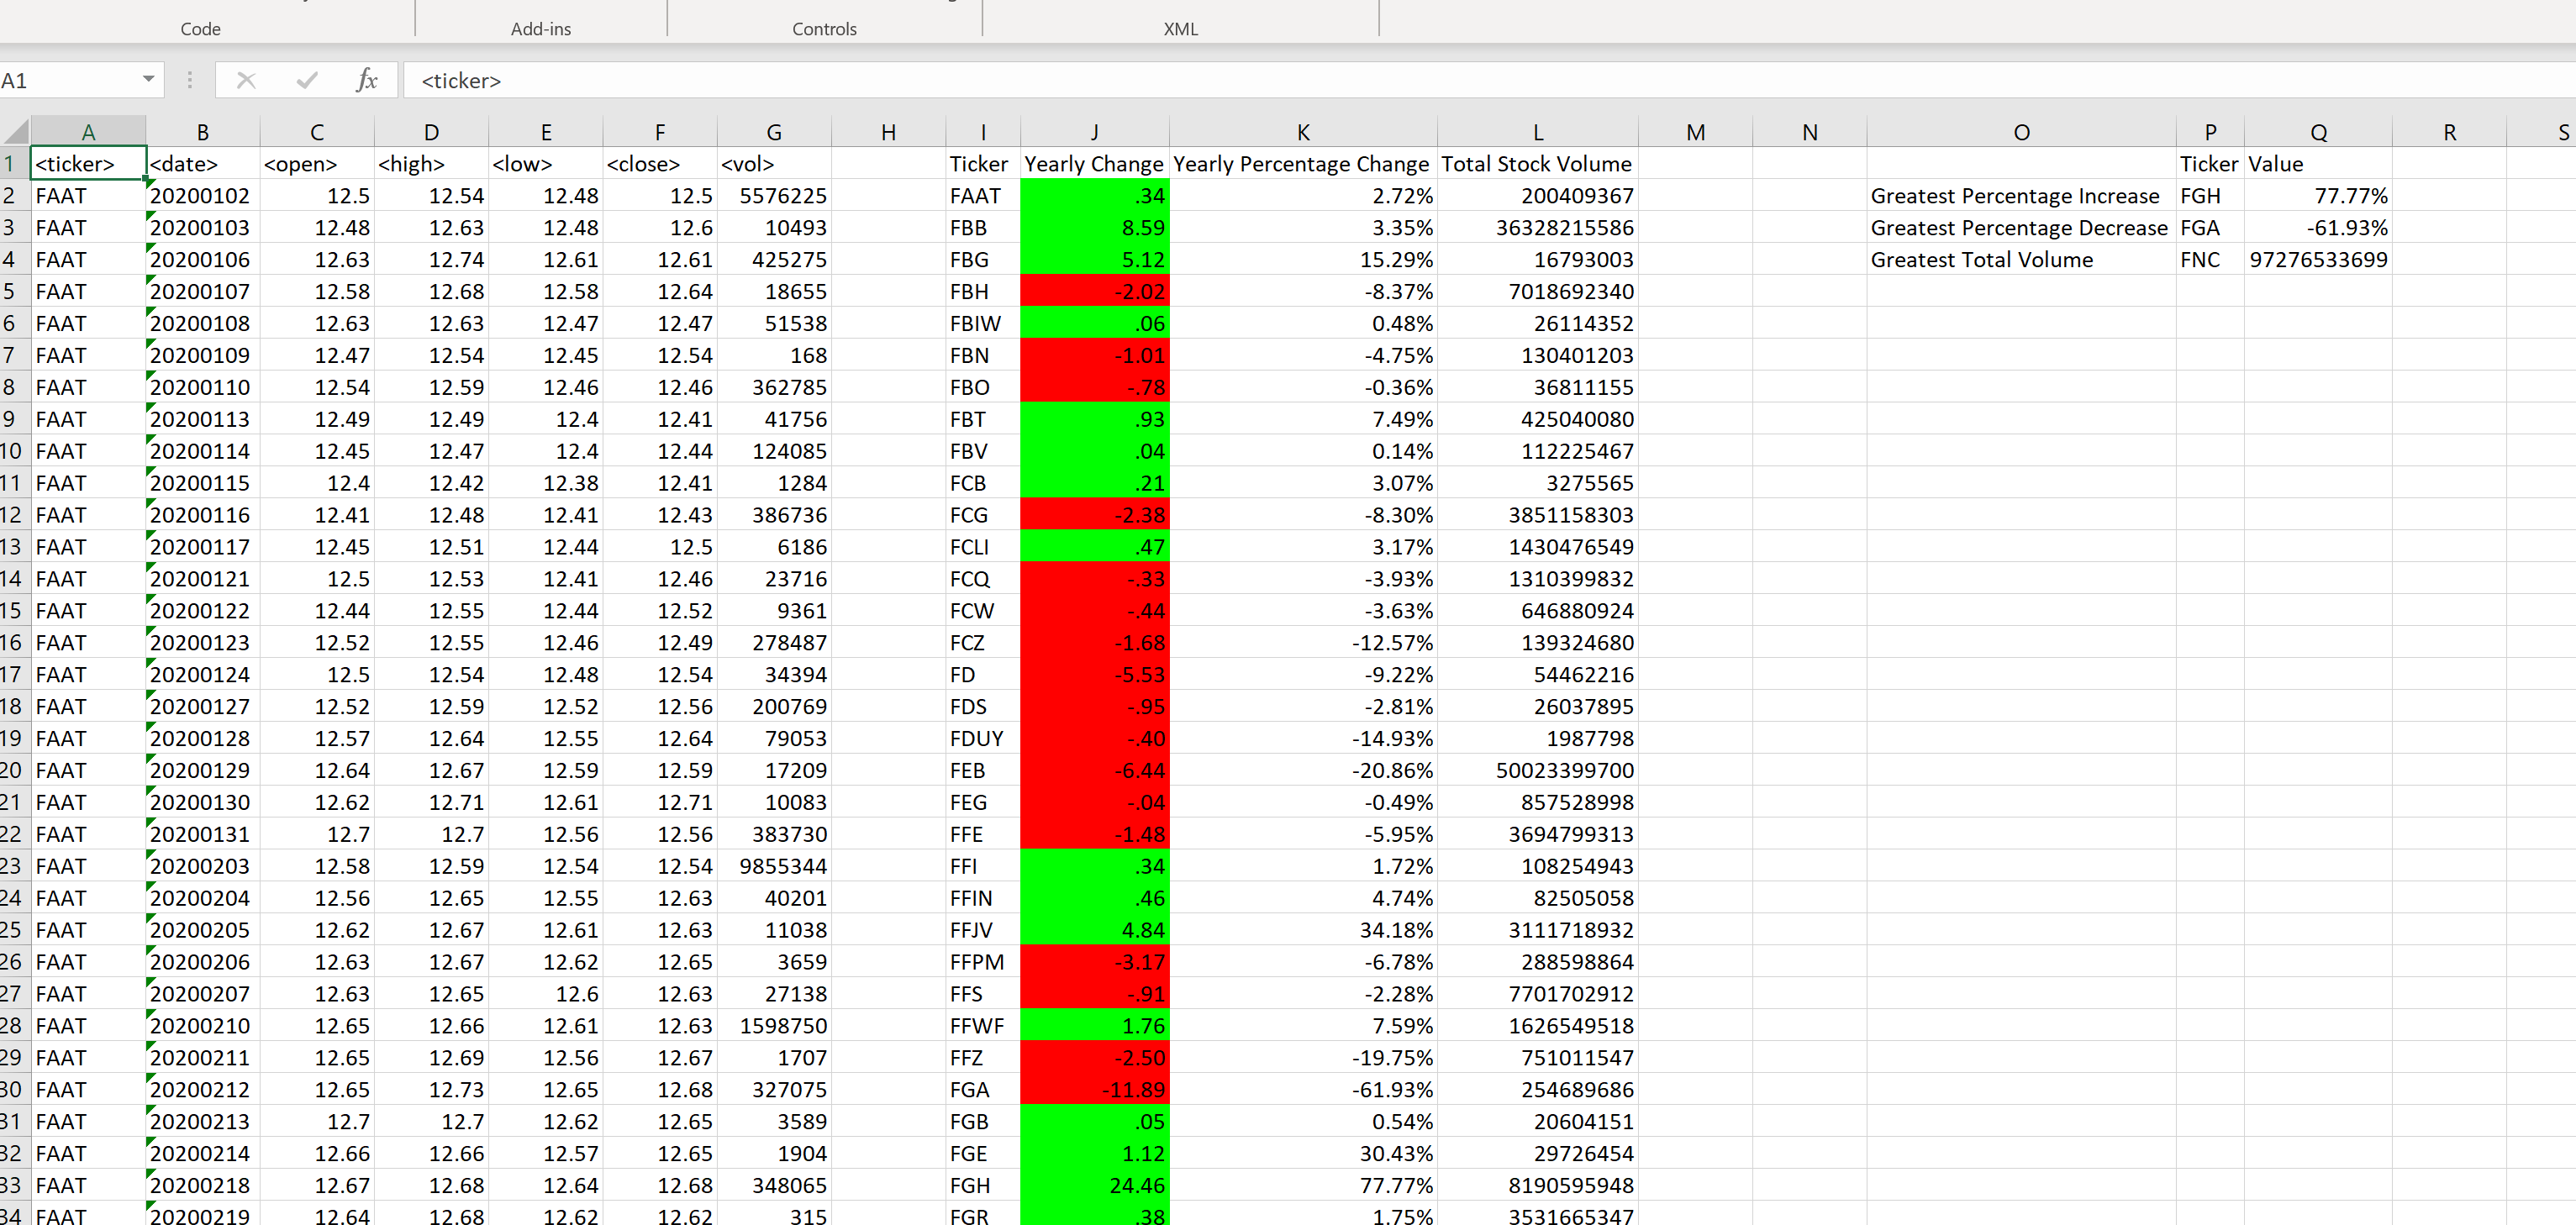 Code Add-ins Controls XML
A1 fx <ticker>
A B C D E F G H I J K L M N O P Q R S
1 <ticker> <date> <open> <high> <low> <close> <vol> Ticker Yearly Change Yearly Percentage Change Total Stock Volume Ticker Value
2 FAAT 20200102 12.5 12.54 12.48 12.5 5576225 FAAT .34 2.72% 200409367 Greatest Percentage Increase FGH 77.77%
3 FAAT 20200103 12.48 12.63 12.48 12.6 10493 FBB 8.59 3.35% 36328215586 Greatest Percentage Decrease FGA -61.93%
4 FAAT 20200106 12.63 12.74 12.61 12.61 425275 FBG 5.12 15.29% 16793003 Greatest Total Volume FNC 97276533699
5 FAAT 20200107 12.58 12.68 12.58 12.64 18655 FBH -2.02 -8.37% 7018692340
6 FAAT 20200108 12.63 12.63 12.47 12.47 51538 FBIW .06 0.48% 26114352
7 FAAT 20200109 12.47 12.54 12.45 12.54 168 FBN -1.01 -4.75% 130401203
8 FAAT 20200110 12.54 12.59 12.46 12.46 362785 FBO -.78 -0.36% 36811155
9 FAAT 20200113 12.49 12.49 12.4 12.41 41756 FBT .93 7.49% 425040080
10 FAAT 20200114 12.45 12.47 12.4 12.44 124085 FBV .04 0.14% 112225467
11 FAAT 20200115 12.4 12.42 12.38 12.41 1284 FCB .21 3.07% 3275565
12 FAAT 20200116 12.41 12.48 12.41 12.43 386736 FCG -2.38 -8.30% 3851158303
13 FAAT 20200117 12.45 12.51 12.44 12.5 6186 FCLI .47 3.17% 1430476549
14 FAAT 20200121 12.5 12.53 12.41 12.46 23716 FCQ -.33 -3.93% 1310399832
15 FAAT 20200122 12.44 12.55 12.44 12.52 9361 FCW -.44 -3.63% 646880924
16 FAAT 20200123 12.52 12.55 12.46 12.49 278487 FCZ -1.68 -12.57% 139324680
17 FAAT 20200124 12.5 12.54 12.48 12.54 34394 FD -5.53 -9.22% 54462216
18 FAAT 20200127 12.52 12.59 12.52 12.56 200769 FDS -.95 -2.81% 26037895
19 FAAT 20200128 12.57 12.64 12.55 12.64 79053 FDUY -.40 -14.93% 1987798
20 FAAT 20200129 12.64 12.67 12.59 12.59 17209 FEB -6.44 -20.86% 50023399700
21 FAAT 20200130 12.62 12.71 12.61 12.71 10083 FEG -.04 -0.49% 857528998
22 FAAT 20200131 12.7 12.7 12.56 12.56 383730 FFE -1.48 -5.95% 3694799313
23 FAAT 20200203 12.58 12.59 12.54 12.54 9855344 FFI .34 1.72% 108254943
24 FAAT 20200204 12.56 12.65 12.55 12.63 40201 FFIN .46 4.74% 82505058
25 FAAT 20200205 12.62 12.67 12.61 12.63 11038 FFJV 4.84 34.18% 3111718932
26 FAAT 20200206 12.63 12.67 12.62 12.65 3659 FFPM -3.17 -6.78% 288598864
27 FAAT 20200207 12.63 12.65 12.6 12.63 27138 FFS -.91 -2.28% 7701702912
28 FAAT 20200210 12.65 12.66 12.61 12.63 1598750 FFWF 1.76 7.59% 1626549518
29 FAAT 20200211 12.65 12.69 12.56 12.67 1707 FFZ -2.50 -19.75% 751011547
30 FAAT 20200212 12.65 12.73 12.65 12.68 327075 FGA -11.89 -61.93% 254689686
31 FAAT 20200213 12.7 12.7 12.62 12.65 3589 FGB .05 0.54% 20604151
32 FAAT 20200214 12.66 12.66 12.57 12.65 1904 FGE 1.12 30.43% 29726454
33 FAAT 20200218 12.67 12.68 12.64 12.68 348065 FGH 24.46 77.77% 8190595948
34 FAAT 20200219 12.64 12.68 12.62 12.62 315 FGR .38 1.75% 3531665347